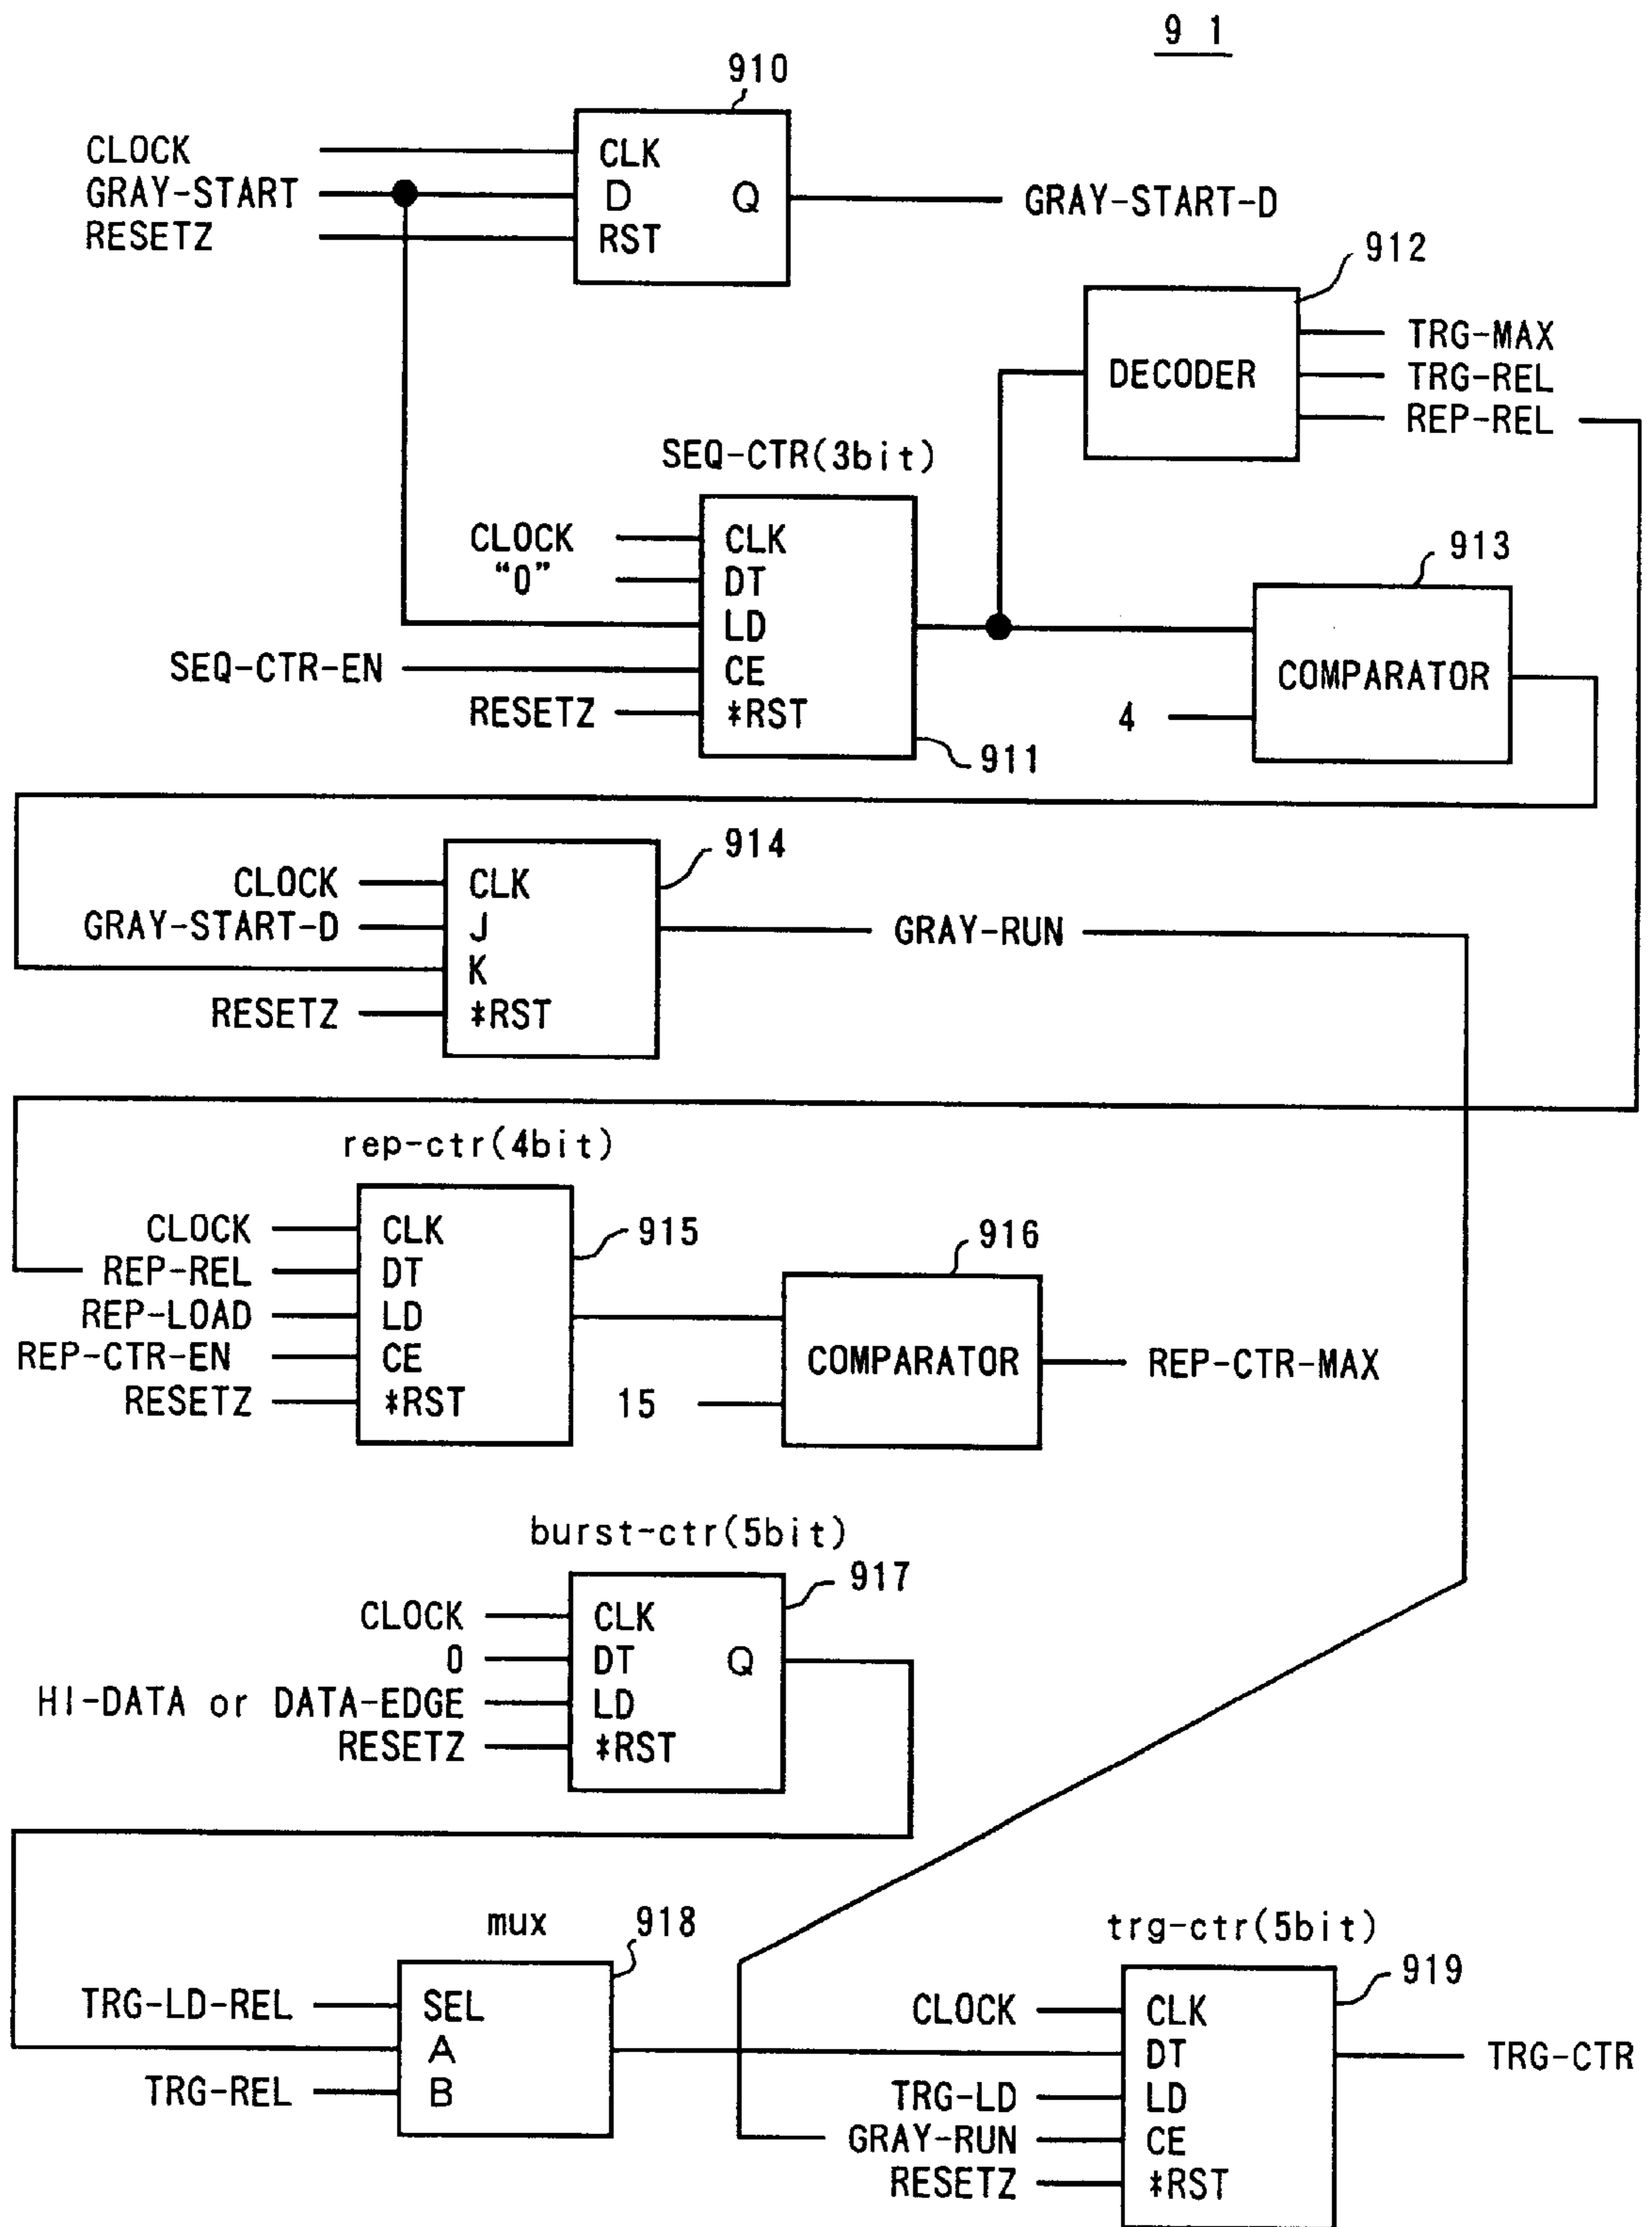 9 1
910
CLOCK
GRAY-START
RESETZ
CLK
D
RST
Q
GRAY-START-D
912
DECODER
TRG-MAX
TRG-REL
REP-REL
SEQ-CTR(3bit)
CLOCK
“0”
SEQ-CTR-EN
RESETZ
CLK
DT
LD
CE
*RST
911
913
COMPARATOR
4
914
CLOCK
GRAY-START-D
RESETZ
CLK
J
K
*RST
GRAY-RUN
rep-ctr(4bit)
915
CLOCK
REP-REL
REP-LOAD
REP-CTR-EN
RESETZ
CLK
DT
LD
CE
*RST
916
COMPARATOR
15
REP-CTR-MAX
burst-ctr(5bit)
917
CLOCK
0
HI-DATA or DATA-EDGE
RESETZ
CLK
DT
LD
*RST
Q
mux
918
TRG-LD-REL
TRG-REL
SEL
A
B
trg-ctr(5bit)
919
CLOCK
TRG-LD
GRAY-RUN
RESETZ
CLK
DT
LD
CE
*RST
TRG-CTR